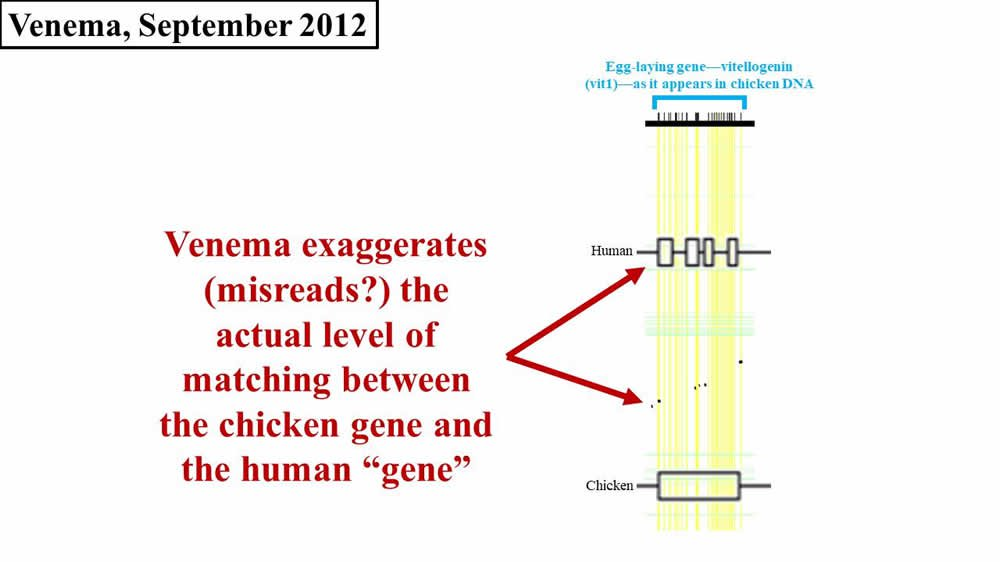 Venema, September 2012
Egg-laying gene—vitellogenin
(vit1)—as it appears in chicken DNA
Human
Venema exaggerates
(misreads?) the
actual level of
matching between
the chicken gene and
the human “gene”
Chicken